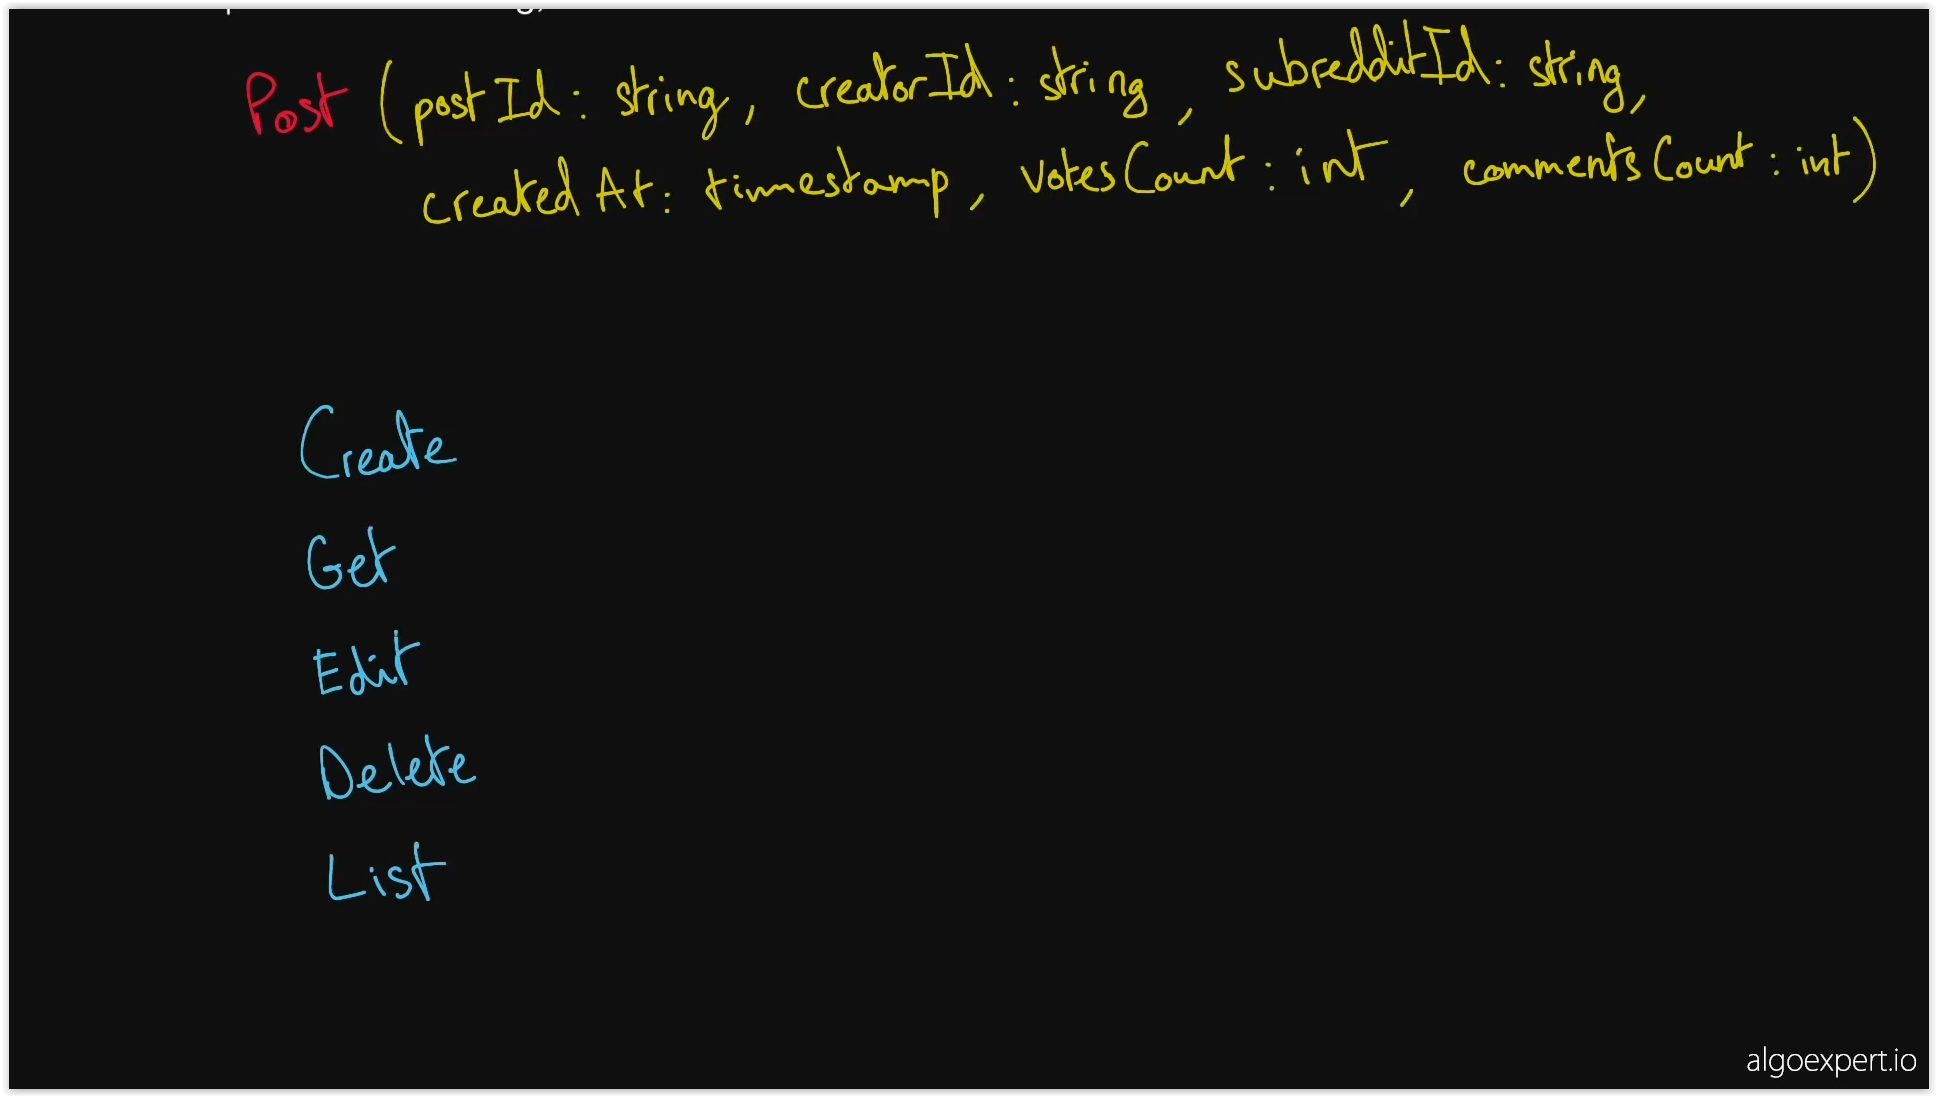 Post (postId: string, creatorId: string, subredditId: string,
createdAt: timestamp, votesCount: int, commentsCount: int)
Create
Get
Edit
Delete
List
algoexpert.io